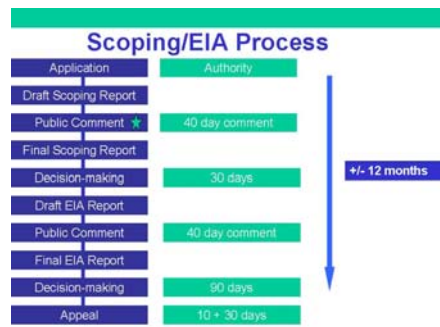 Scoping/EIA Process
Application
Authority
Draft Scoping Report
Public Comment
40 day comment
Final Scoping Report
Decision-making
30 days
+/- 12 months
Draft EIA Report
Public Comment
40 day comment
Final EIA Report
Decision-making
90 days
Appeal
10 + 30 days